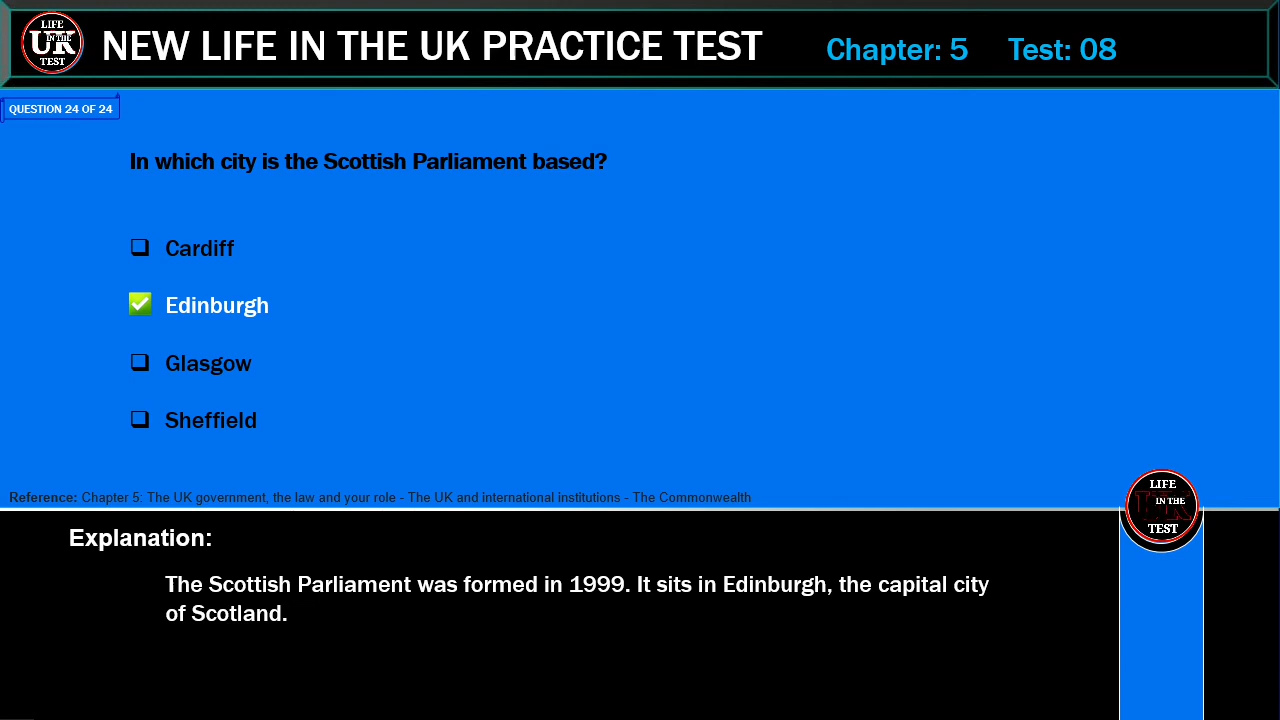 LIFE
IN THE
UK
TEST
NEW LIFE IN THE UK PRACTICE TEST
Chapter: 5
Test: 08
QUESTION 24 OF 24
In which city is the Scottish Parliament based?
❑ Cardiff
✅ Edinburgh
❑ Glasgow
❑ Sheffield
Reference: Chapter 5: The UK government, the law and your role - The UK and international institutions - The Commonwealth
LIFE
IN THE
UK
TEST
Explanation:
The Scottish Parliament was formed in 1999. It sits in Edinburgh, the capital city
of Scotland.